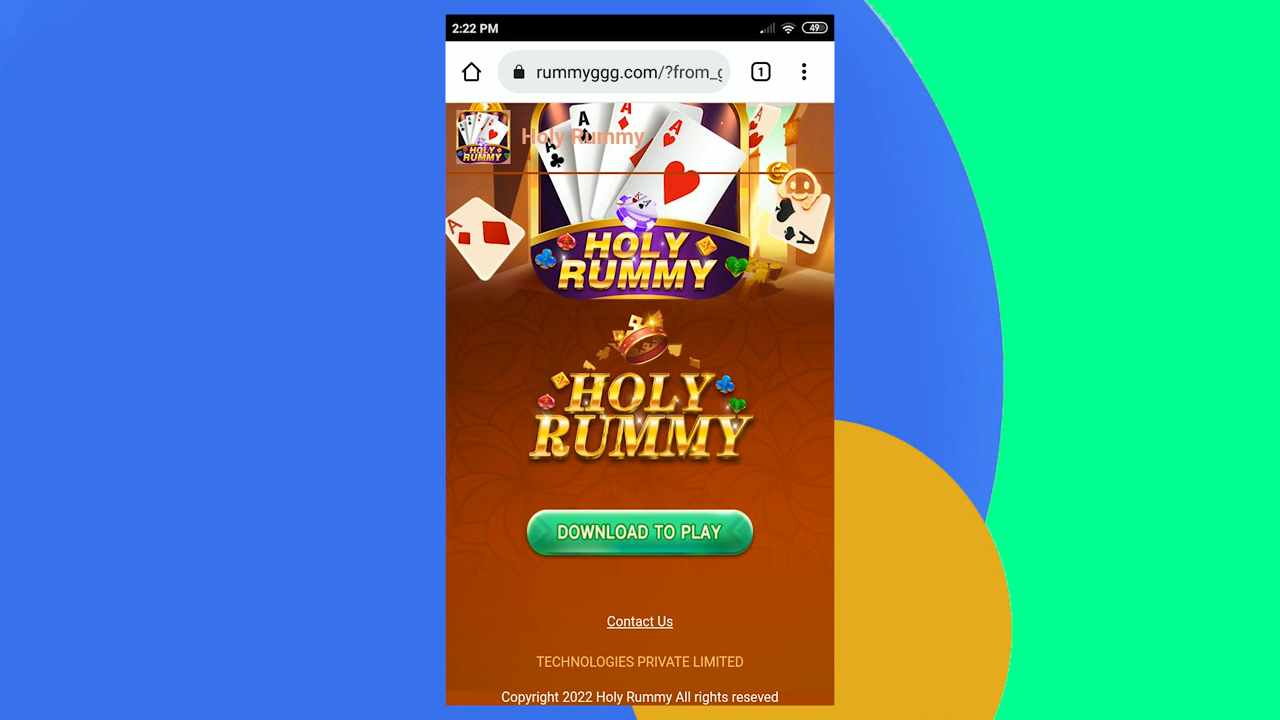 2:22 PM
49
rummyggg.com/?from_g
1
Holy Rummy
HOLY
RUMMY
A
A
A
A
A
A
HOLY
RUMMY
HOLY
RUMMY
DOWNLOAD TO PLAY
Contact Us
TECHNOLOGIES PRIVATE LIMITED
Copyright 2022 Holy Rummy All rights reseved